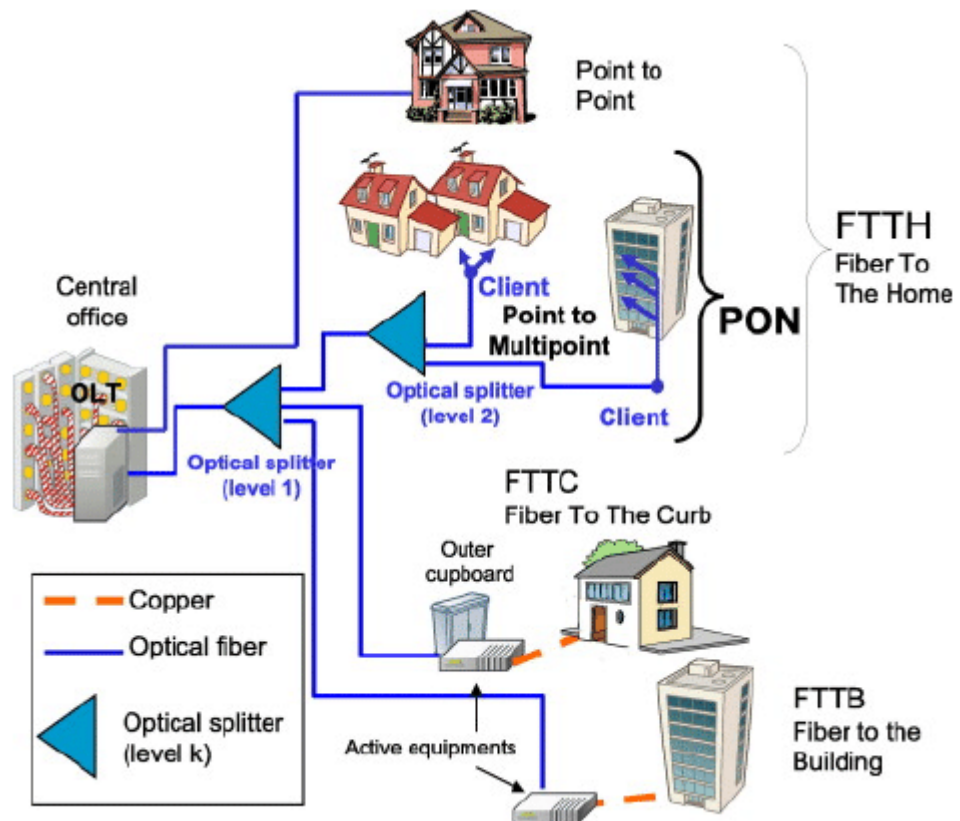 Point to
Point
FTTH
Fiber To
The Home
Central
office
Client
Point to
Multipoint
PON
OLT
Optical splitter
(level 2)
Client
Optical splitter
(level 1)
FTTC
Fiber To The Curb
Outer
cupboard
Copper
Optical fiber
Optical splitter
(level k)
Active equipments
FTTB
Fiber to the
Building